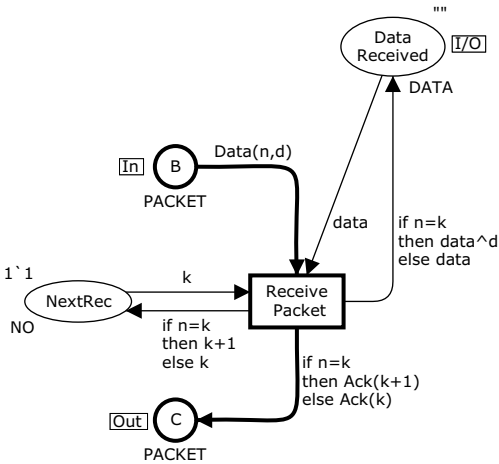 ""
Data
Received
I/O
DATA
Data(n,d)
In
B
PACKET
data
if n=k
then data^d
else data
1`1
k
NextRec
Receive
Packet
NO
if n=k
then k+1
else k
if n=k
then Ack(k+1)
else Ack(k)
Out
C
PACKET